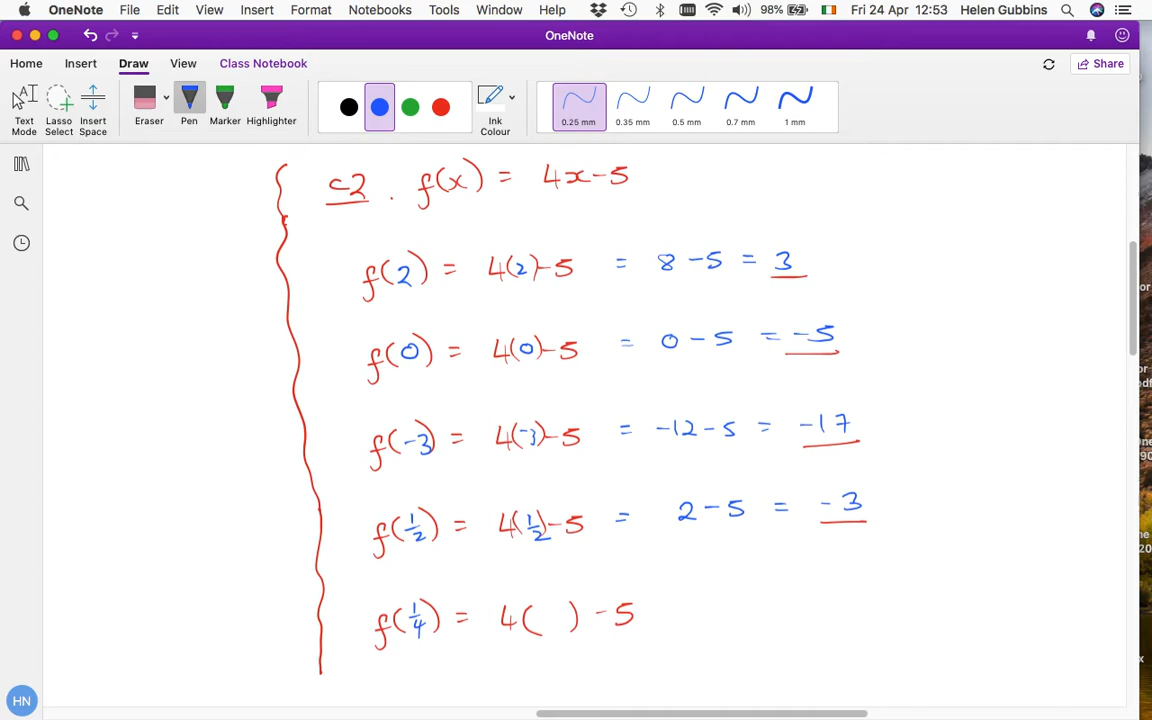 OneNote File Edit View Insert Format Notebooks Tools Window Help 98% Fri 24 Apr 12:53 Helen Gubbins
OneNote
Home Insert Draw View Class Notebook Share
Text Mode Lasso Select Insert Space Eraser Pen Marker Highlighter Ink Colour 0.25 mm 0.35 mm 0.5 mm 0.7 mm 1 mm
c2. f(x) = 4x-5
f(2) = 4(2)-5 = 8-5 = 3
f(0) = 4(0)-5 = 0-5 = -5
f(-3) = 4(-3)-5 = -12-5 = -17
f(1/2) = 4(1/2)-5 = 2-5 = -3
f(1/4) = 4( )-5
HN